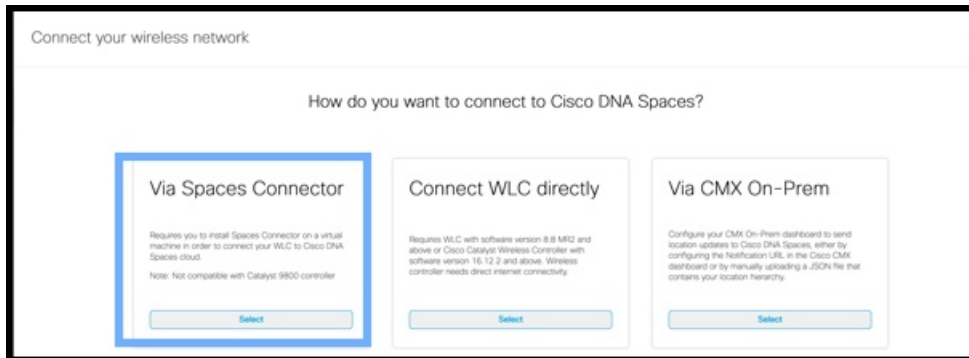 Connect your wireless network
How do you want to connect to Cisco DNA Spaces?
Via Spaces Connector
Requires you to install Spaces Connector on a virtual
machine in order to connect your WLC to Cisco DNA
Spaces cloud.
Note: Not compatible with Catalyst 9800 controller
Select
Connect WLC directly
Requires WLC with software version 8.8 MR2 and
above or Cisco Catalyst Wireless Controller with
software version 16.12.2 and above. Wireless
controller needs direct internet connectivity.
Select
Via CMX On-Prem
Configure your CMX On-Prem dashboard to send
location updates to Cisco DNA Spaces, either by
configuring the Notification URL in the Cisco CMX
dashboard or by manually uploading a JSON file that
contains your location hierarchy.
Select